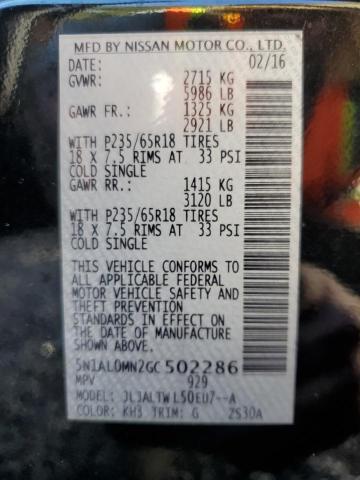 MFD BY NISSAN MOTOR CO., LTD.
DATE: 02/16
GVWR: 2715 KG
5986 LB
GAWR FR.: 1325 KG
2921 LB
WITH P235/65R18 TIRES
18 X 7.5 RIMS AT 33 PSI
COLD SINGLE
GAWR RR.: 1415 KG
3120 LB
WITH P235/65R18 TIRES
18 X 7.5 RIMS AT 33 PSI
COLD SINGLE
THIS VEHICLE CONFORMS TO
ALL APPLICABLE FEDERAL
MOTOR VEHICLE SAFETY AND
THEFT PREVENTION
STANDARDS IN EFFECT ON
THE DATE OF MANUFACTURE
SHOWN ABOVE.
5N1AL0MN2GC502286
MPV 929
MODEL: JLJALTWL50EU7--A
COLOR: KH3 TRIM: G ZS30A